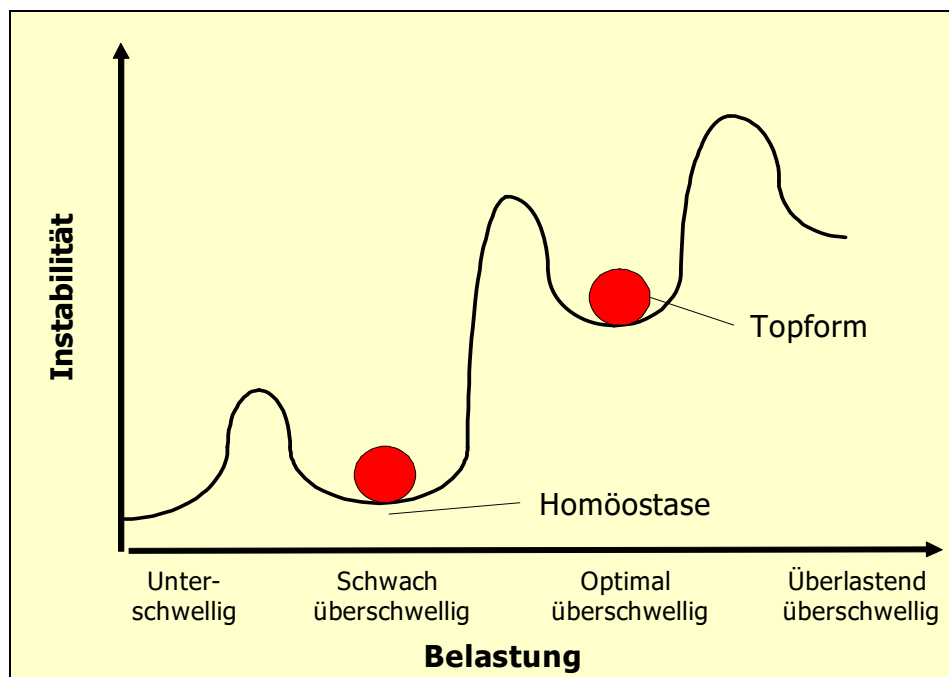 Instabilität
Topform
Homöostase
Unter-
schwellig
Schwach
überschwellig
Optimal
überschwellig
Überlastend
überschwellig
Belastung